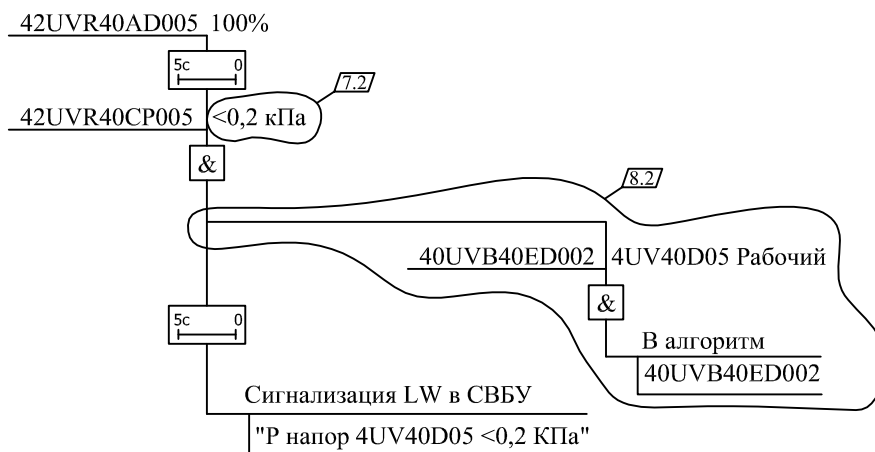 42UVR40AD005 100%
5с 0
7.2
42UVR40CP005 <0,2 кПа
&
8.2
40UVB40ED002 4UV40D05 Рабочий
&
5с 0
В алгоритм
40UVB40ED002
Сигнализация LW в СВБУ
"Р напор 4UV40D05 <0,2 КПа"